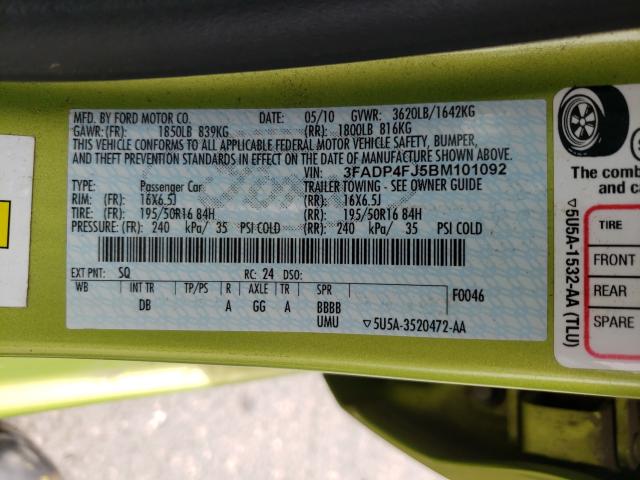 MFD. BY FORD MOTOR CO. DATE: 05/10 GVWR: 3620LB/1642KG
GAWR: (FR): 1850LB 839KG (RR): 1800LB 816KG
THIS VEHICLE CONFORMS TO ALL APPLICABLE FEDERAL MOTOR VEHICLE SAFETY, BUMPER,
AND THEFT PREVENTION STANDARDS IN EFFECT ON THE DATE OF MANUFACTURE SHOWN ABOVE.
VIN: 3FADP4FJ5BM101092
TYPE: Passenger Car TRAILER TOWING - SEE OWNER GUIDE
RIM: (FR): 16X6.5J (RR): 16X6.5J
TIRE: (FR): 195/50R16 84H (RR): 195/50R16 84H
PRESSURE: (FR): 240 kPa/ 35 PSI COLD (RR): 240 kPa/ 35 PSI COLD
EXT PNT: SQ RC: 24 DSO:
WB INT TR TP/PS R AXLE TR SPR F0046
DB A GG A BBBB
UMU ▽5U5A-3520472-AA
The comb
and car
▽5U5A-1532-AA (TLU)
TIRE
FRONT
REAR
SPARE